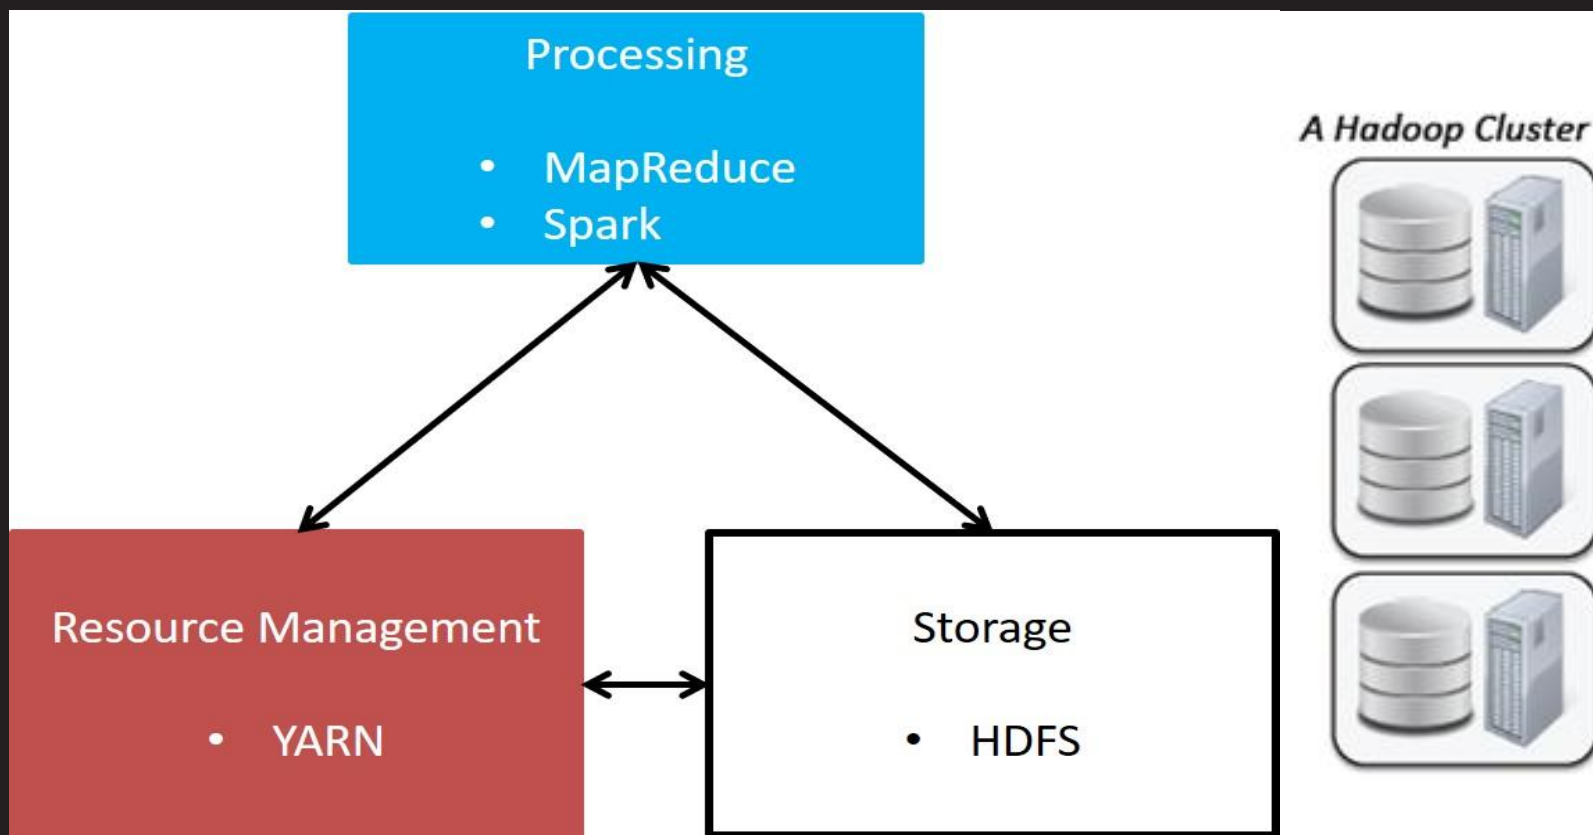 Processing
• MapReduce
• Spark
A Hadoop Cluster
Resource Management
• YARN
Storage
• HDFS